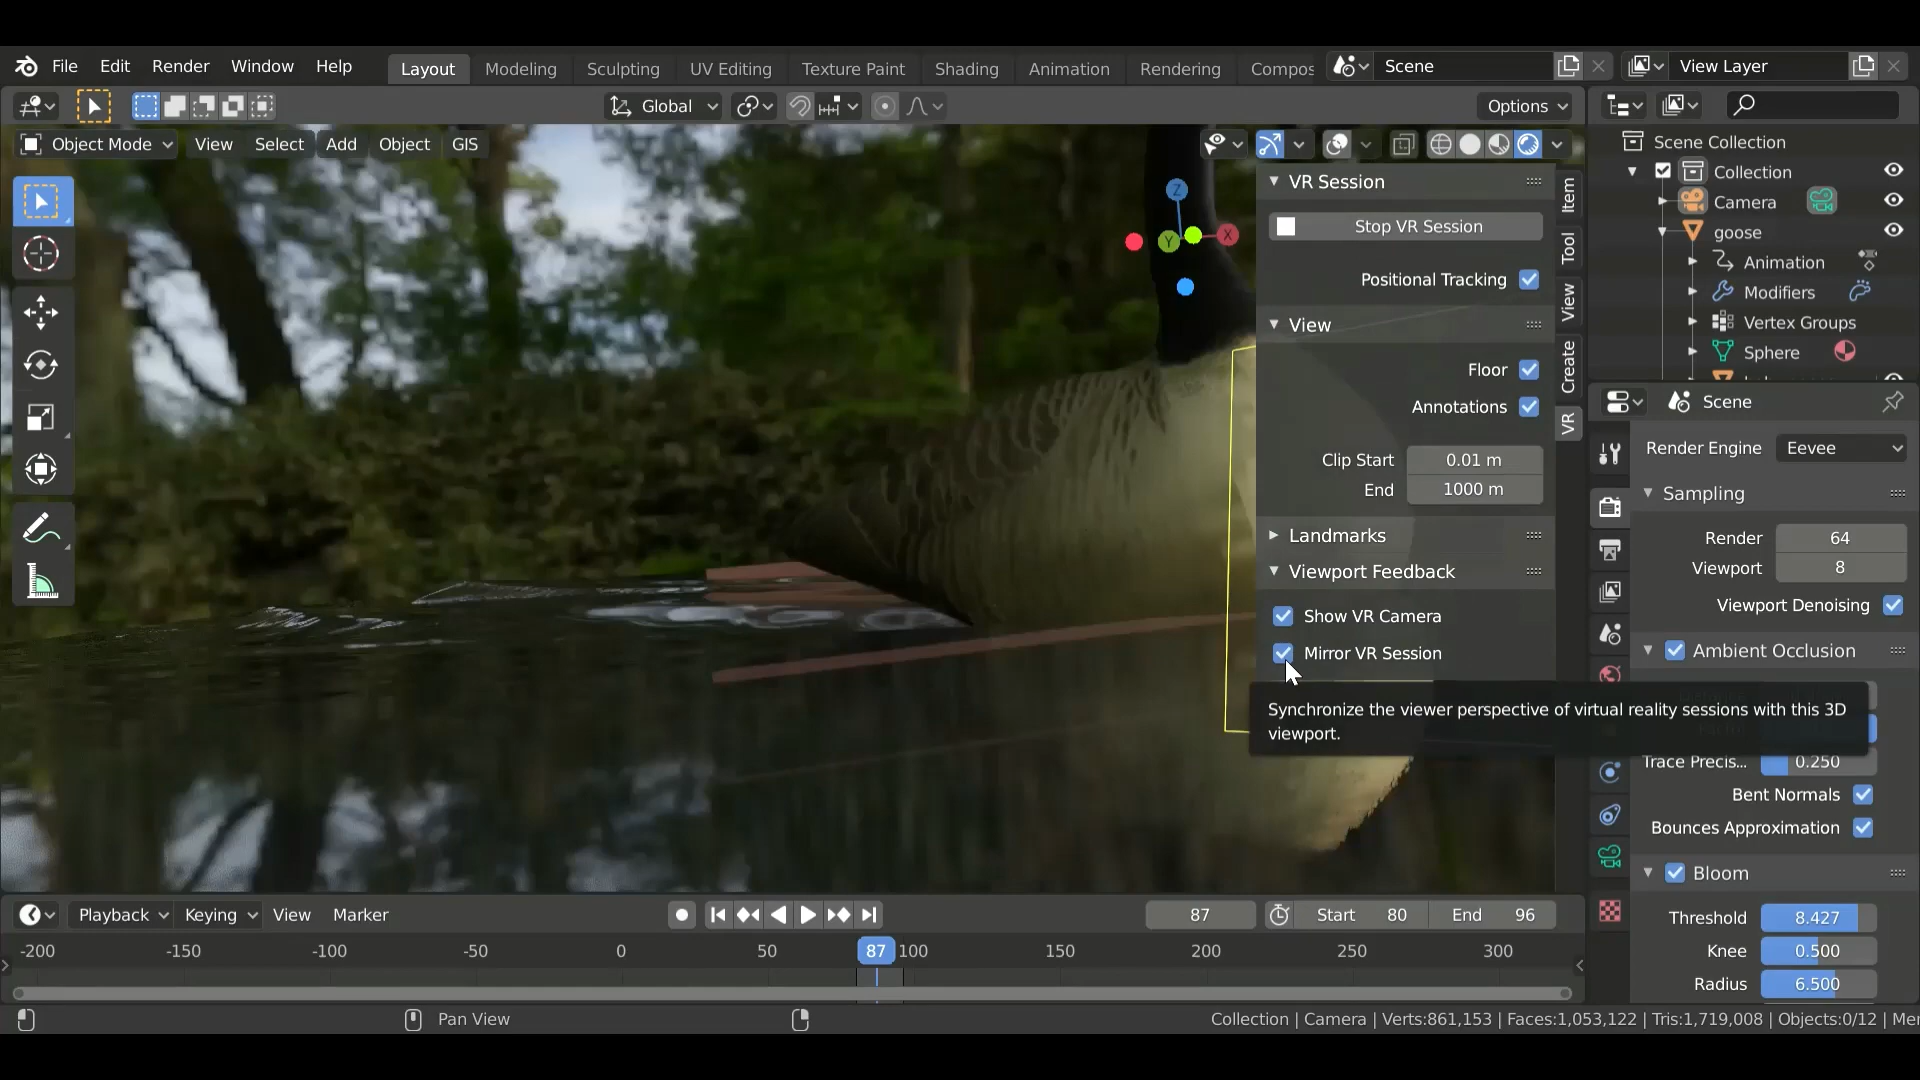 File Edit Render Window Help Layout Modeling Sculpting UV Editing Texture Paint Shading Animation Rendering Compos Scene View Layer
Global Options
Object Mode View Select Add Object GIS
Z
Y
X
VR Session
Stop VR Session
Positional Tracking
View
Floor
Annotations
Clip Start 0.01 m
End 1000 m
Landmarks
Viewport Feedback
Show VR Camera
Mirror VR Session
Synchronize the viewer perspective of virtual reality sessions with this 3D
viewport.
Item
Tool
View
Create
VR
Scene Collection
Collection
Camera
goose
Animation
Modifiers
Vertex Groups
Sphere
Scene
Render Engine Eevee
Sampling
Render 64
Viewport 8
Viewport Denoising
Ambient Occlusion
Trace Precis... 0.250
Bent Normals
Bounces Approximation
Bloom
Threshold 8.427
Knee 0.500
Radius 6.500
Playback Keying View Marker 87 Start 80 End 96
-200 -150 -100 -50 0 50 87 100 150 200 250 300
Pan View Collection | Camera | Verts:861,153 | Faces:1,053,122 | Tris:1,719,008 | Objects:0/12 | Mer